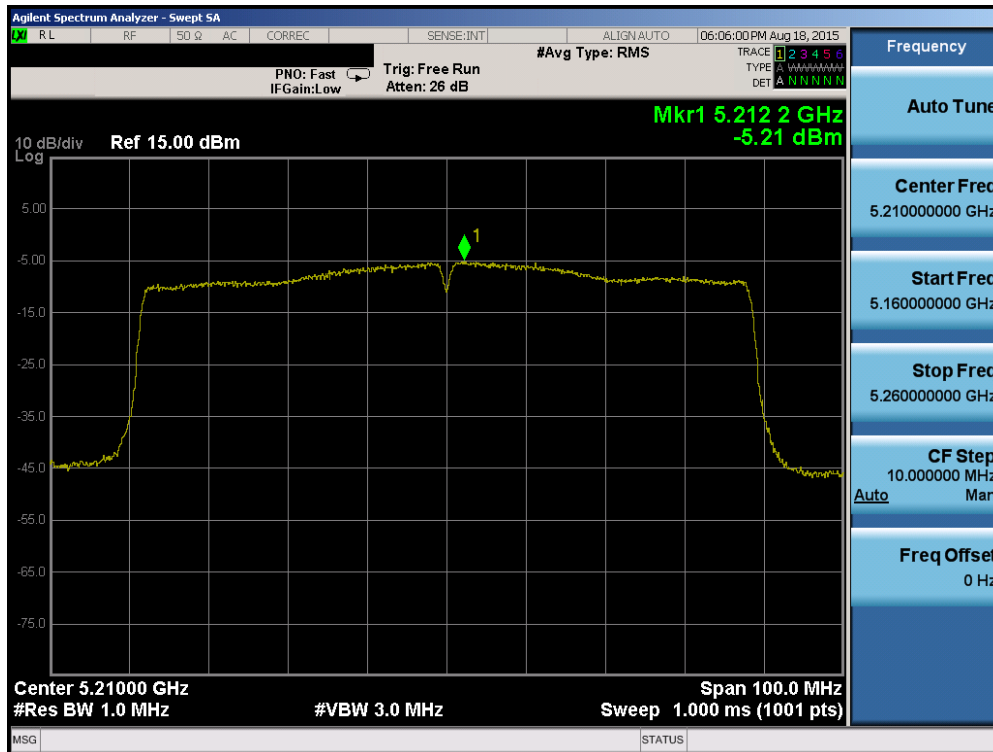 Agilent Spectrum Analyzer - Swept SA
LXI RL RF 50 Ω AC CORREC SENSE:INT ALIGN AUTO 06:06:00 PM Aug 18, 2015
PNO: Fast
IFGain:Low
Trig: Free Run
Atten: 26 dB
#Avg Type: RMS
TRACE 1 2 3 4 5 6
TYPE A WWWWW
DET A N N N N N
Mkr1 5.212 2 GHz
-5.21 dBm
10 dB/div Ref 15.00 dBm
Log
1
5.00
-5.00
-15.0
-25.0
-35.0
-45.0
-55.0
-65.0
-75.0
Center 5.21000 GHz Span 100.0 MHz
#Res BW 1.0 MHz #VBW 3.0 MHz Sweep 1.000 ms (1001 pts)
MSG STATUS
Frequency
Auto Tune
Center Freq
5.210000000 GHz
Start Freq
5.160000000 GHz
Stop Freq
5.260000000 GHz
CF Step
10.000000 MHz
Auto Man
Freq Offset
0 Hz